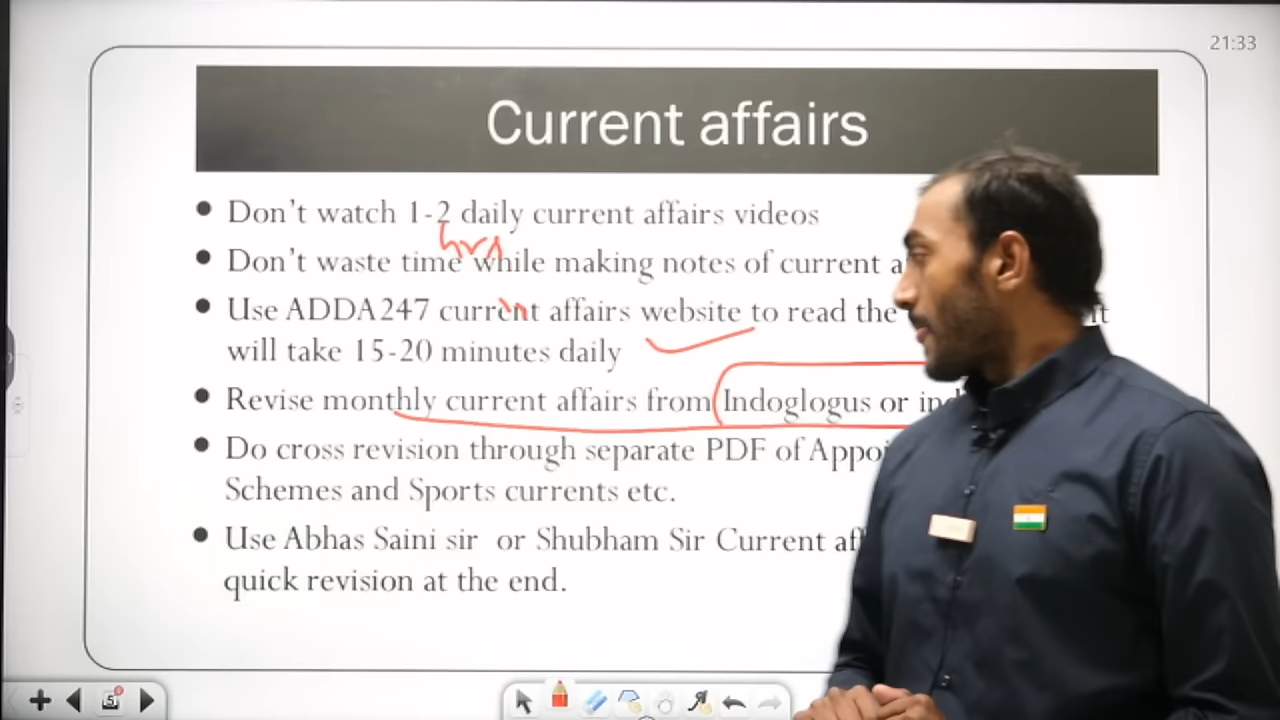 21:33
Current affairs
• Don't watch 1-2 daily current affairs videos
hrs
• Don't waste time while making notes of current a
• Use ADDA247 current affairs website to read the
will take 15-20 minutes daily
• Revise monthly current affairs from Indoglogus or in
• Do cross revision through separate PDF of Appoi
Schemes and Sports currents etc.
• Use Abhas Saini sir or Shubham Sir Current aff
quick revision at the end.
5